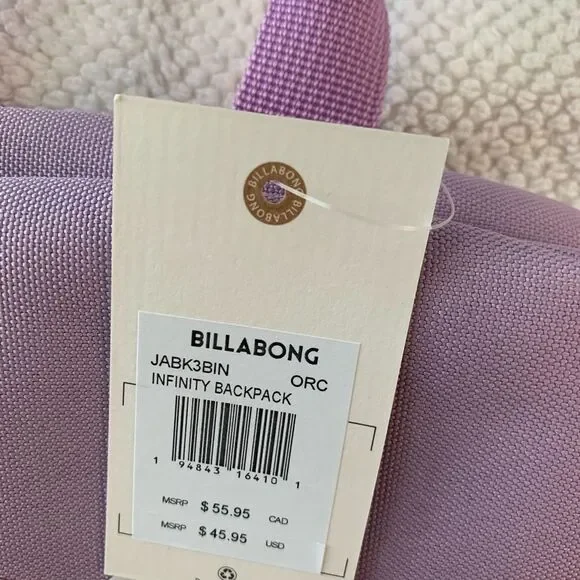 BILLABONG BILLABONG
BILLABONG
JABK3BIN ORC
INFINITY BACKPACK
1 94843 16410 1
MSRP $ 55.95 CAD
MSRP $ 45.95 USD